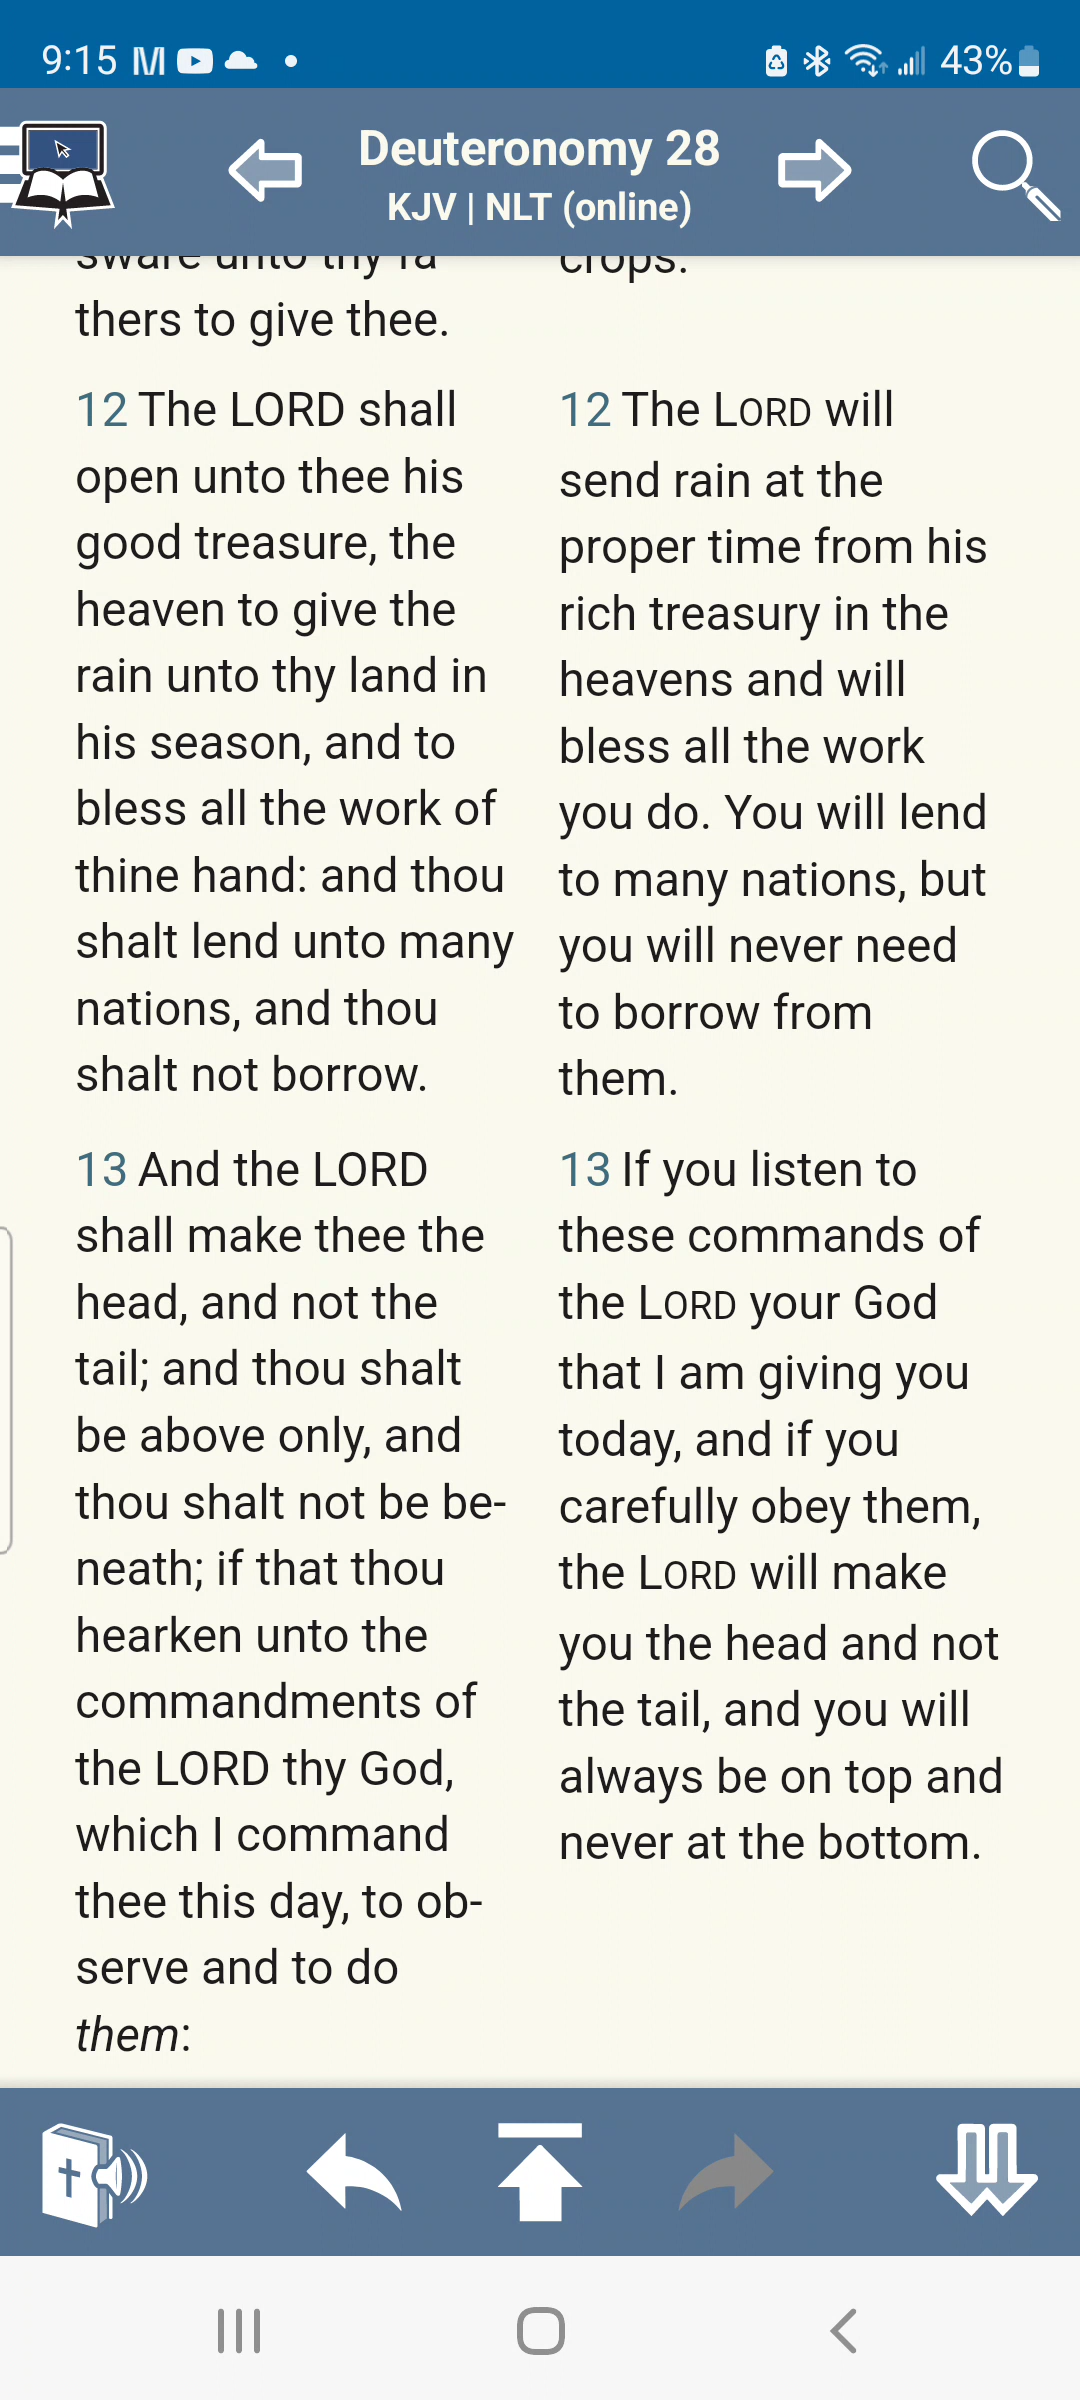 9:15
43%
Deuteronomy 28
KJV | NLT (online)
sware unto thy fa
thers to give thee.
12 The LORD shall
open unto thee his
good treasure, the
heaven to give the
rain unto thy land in
his season, and to
bless all the work of
thine hand: and thou
shalt lend unto many
nations, and thou
shalt not borrow.
13 And the LORD
shall make thee the
head, and not the
tail; and thou shalt
be above only, and
thou shalt not be be-
neath; if that thou
hearken unto the
commandments of
the LORD thy God,
which I command
thee this day, to ob-
serve and to do
them:
crops.
12 The LORD will
send rain at the
proper time from his
rich treasury in the
heavens and will
bless all the work
you do. You will lend
to many nations, but
you will never need
to borrow from
them.
13 If you listen to
these commands of
the LORD your God
that I am giving you
today, and if you
carefully obey them,
the LORD will make
you the head and not
the tail, and you will
always be on top and
never at the bottom.